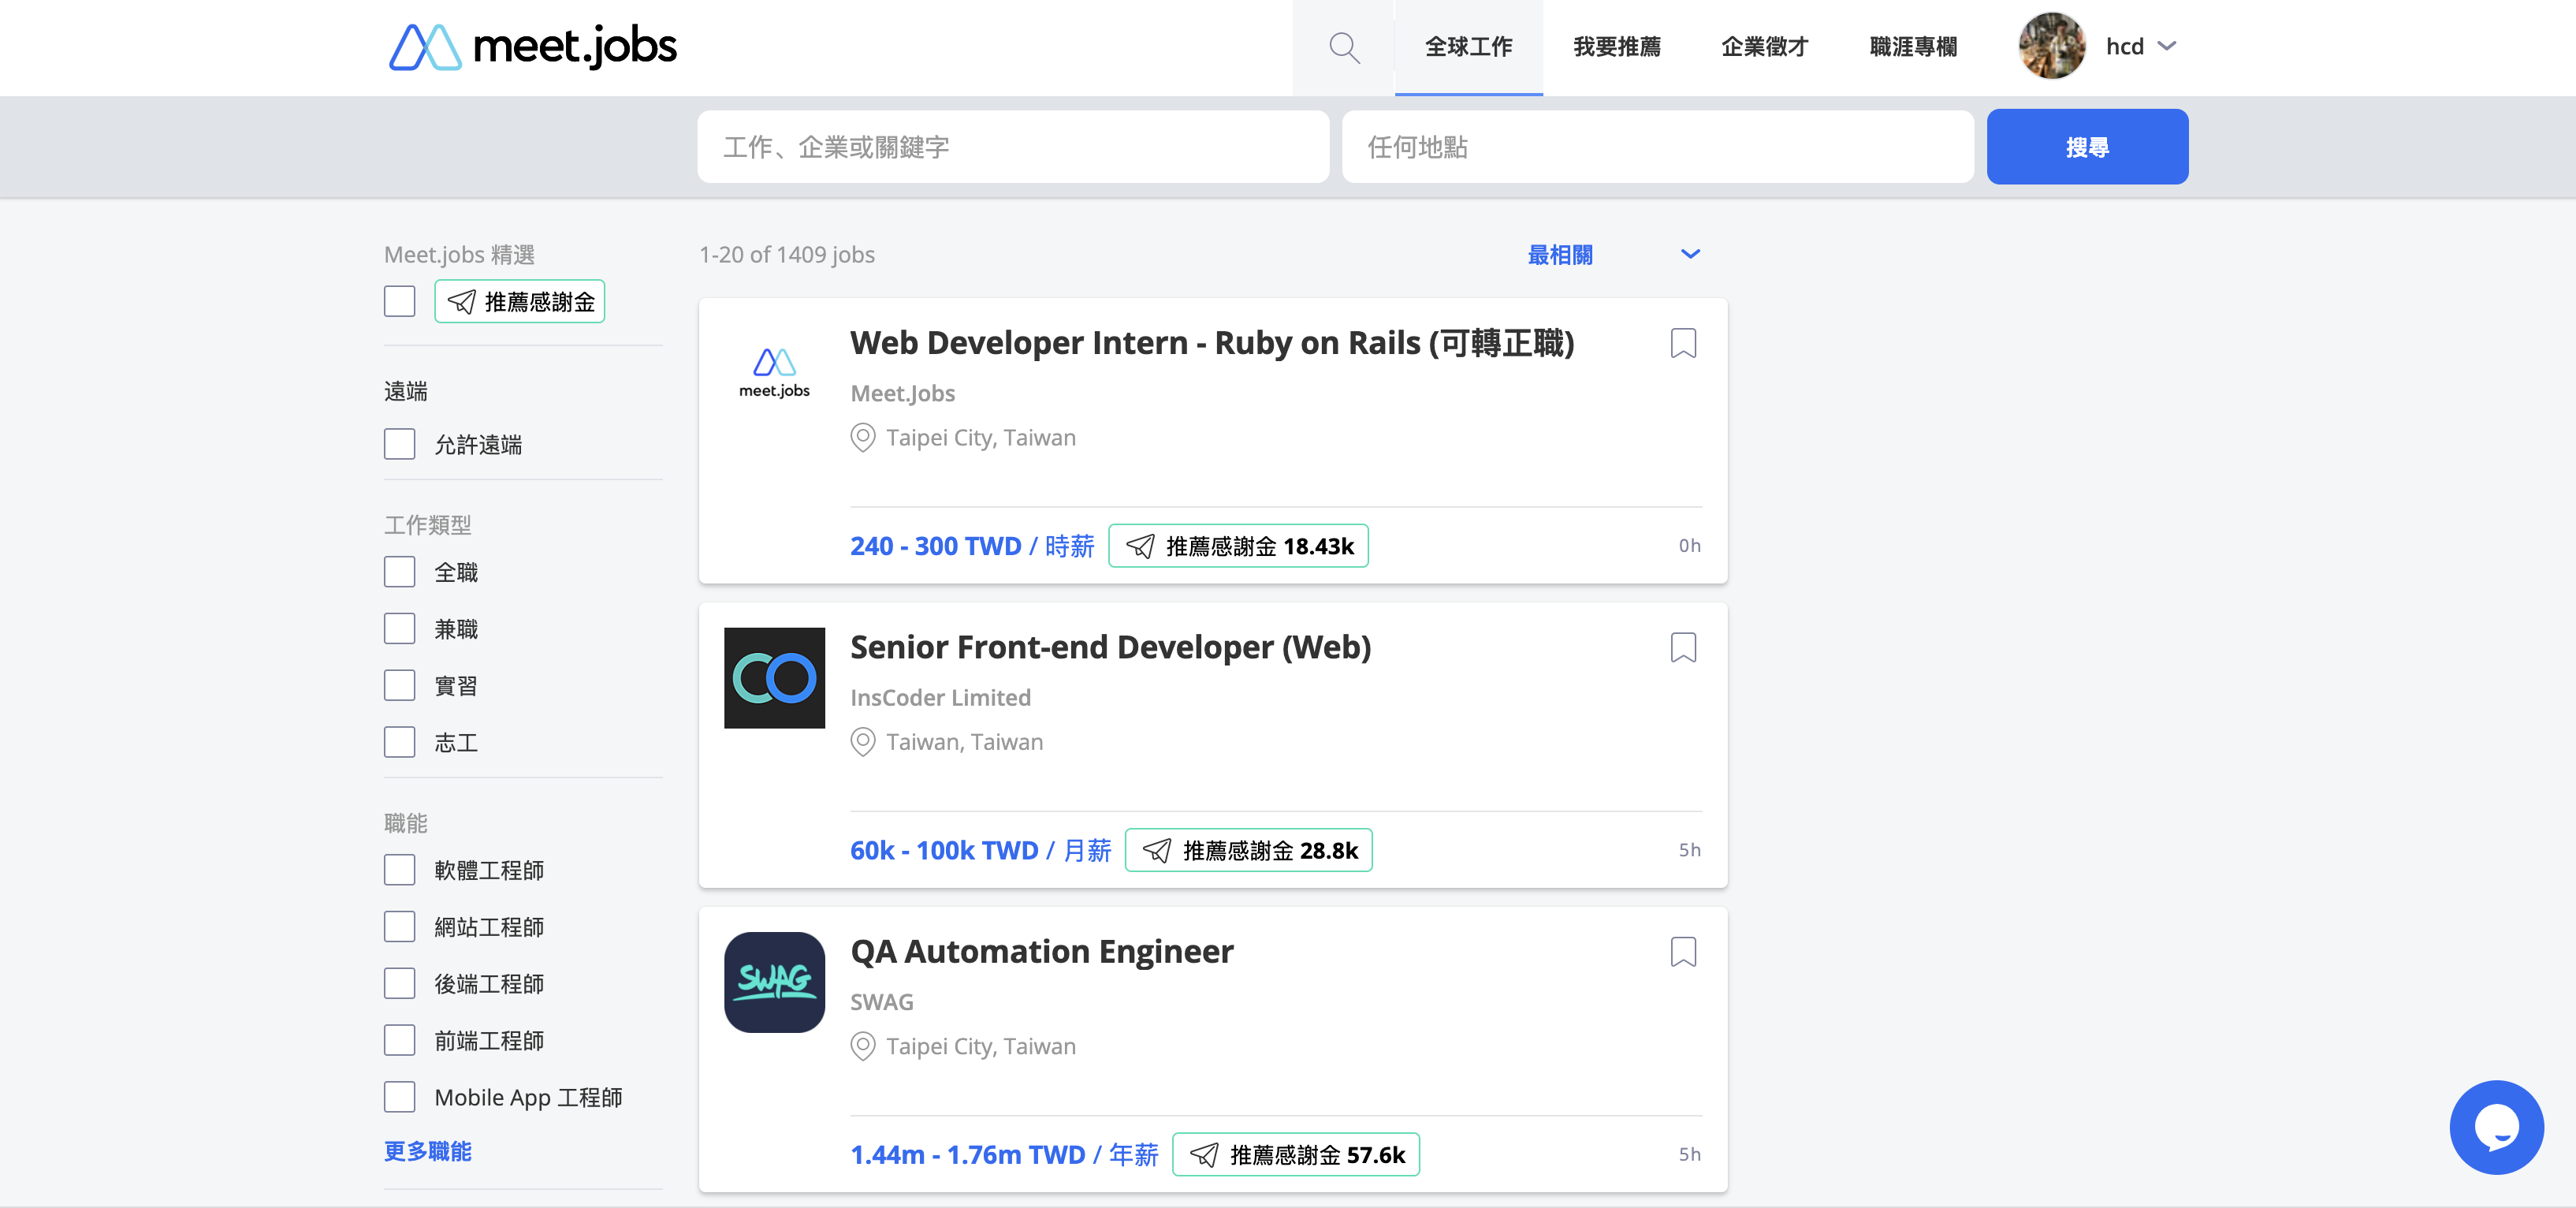 meet.jobs
全球工作
我要推薦
企業徵才
職涯專欄
hcd
工作、企業或關鍵字
任何地點
搜尋
Meet.jobs 精選
推薦感謝金
遠端
允許遠端
工作類型
全職
兼職
實習
志工
職能
軟體工程師
網站工程師
後端工程師
前端工程師
Mobile App 工程師
更多職能
1-20 of 1409 jobs
最相關
meet.jobs
Web Developer Intern - Ruby on Rails (可轉正職)
Meet.Jobs
Taipei City, Taiwan
240 - 300 TWD / 時薪
推薦感謝金 18.43k
0h
Senior Front-end Developer (Web)
InsCoder Limited
Taiwan, Taiwan
60k - 100k TWD / 月薪
推薦感謝金 28.8k
5h
SWAG
QA Automation Engineer
SWAG
Taipei City, Taiwan
1.44m - 1.76m TWD / 年薪
推薦感謝金 57.6k
5h